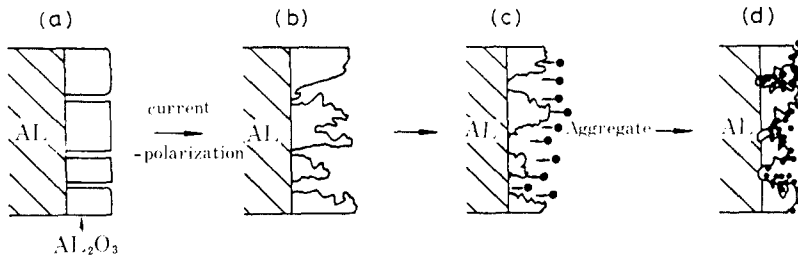 (a)
(b)
(c)
(d)
AL
current
-polarization
AL
AL
Aggregate
AL
AL₂O₃